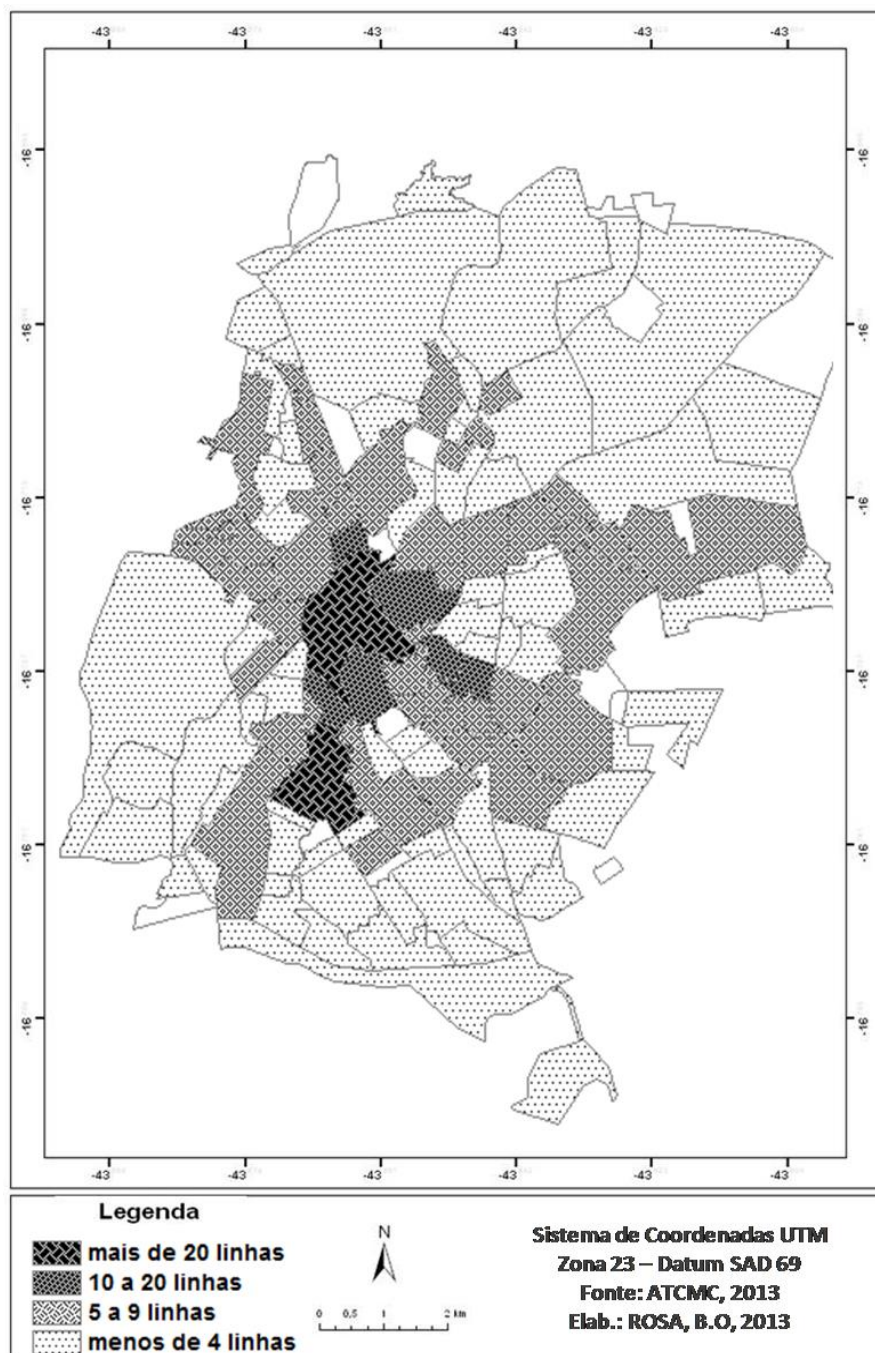 -43 -43 -43 -43 -43 -43
-16
-16
-16
-16
-16
-16
-16
-16
-16
-16
-16
-16
-43 -43 -43 -43 -43 -43
Legenda
mais de 20 linhas
10 a 20 linhas
5 a 9 linhas
menos de 4 linhas
N
0 0,5 1 2 km
Sistema de Coordenadas UTM
Zona 23 – Datum SAD 69
Fonte: ATCMC, 2013
Elab.: ROSA, B.O, 2013